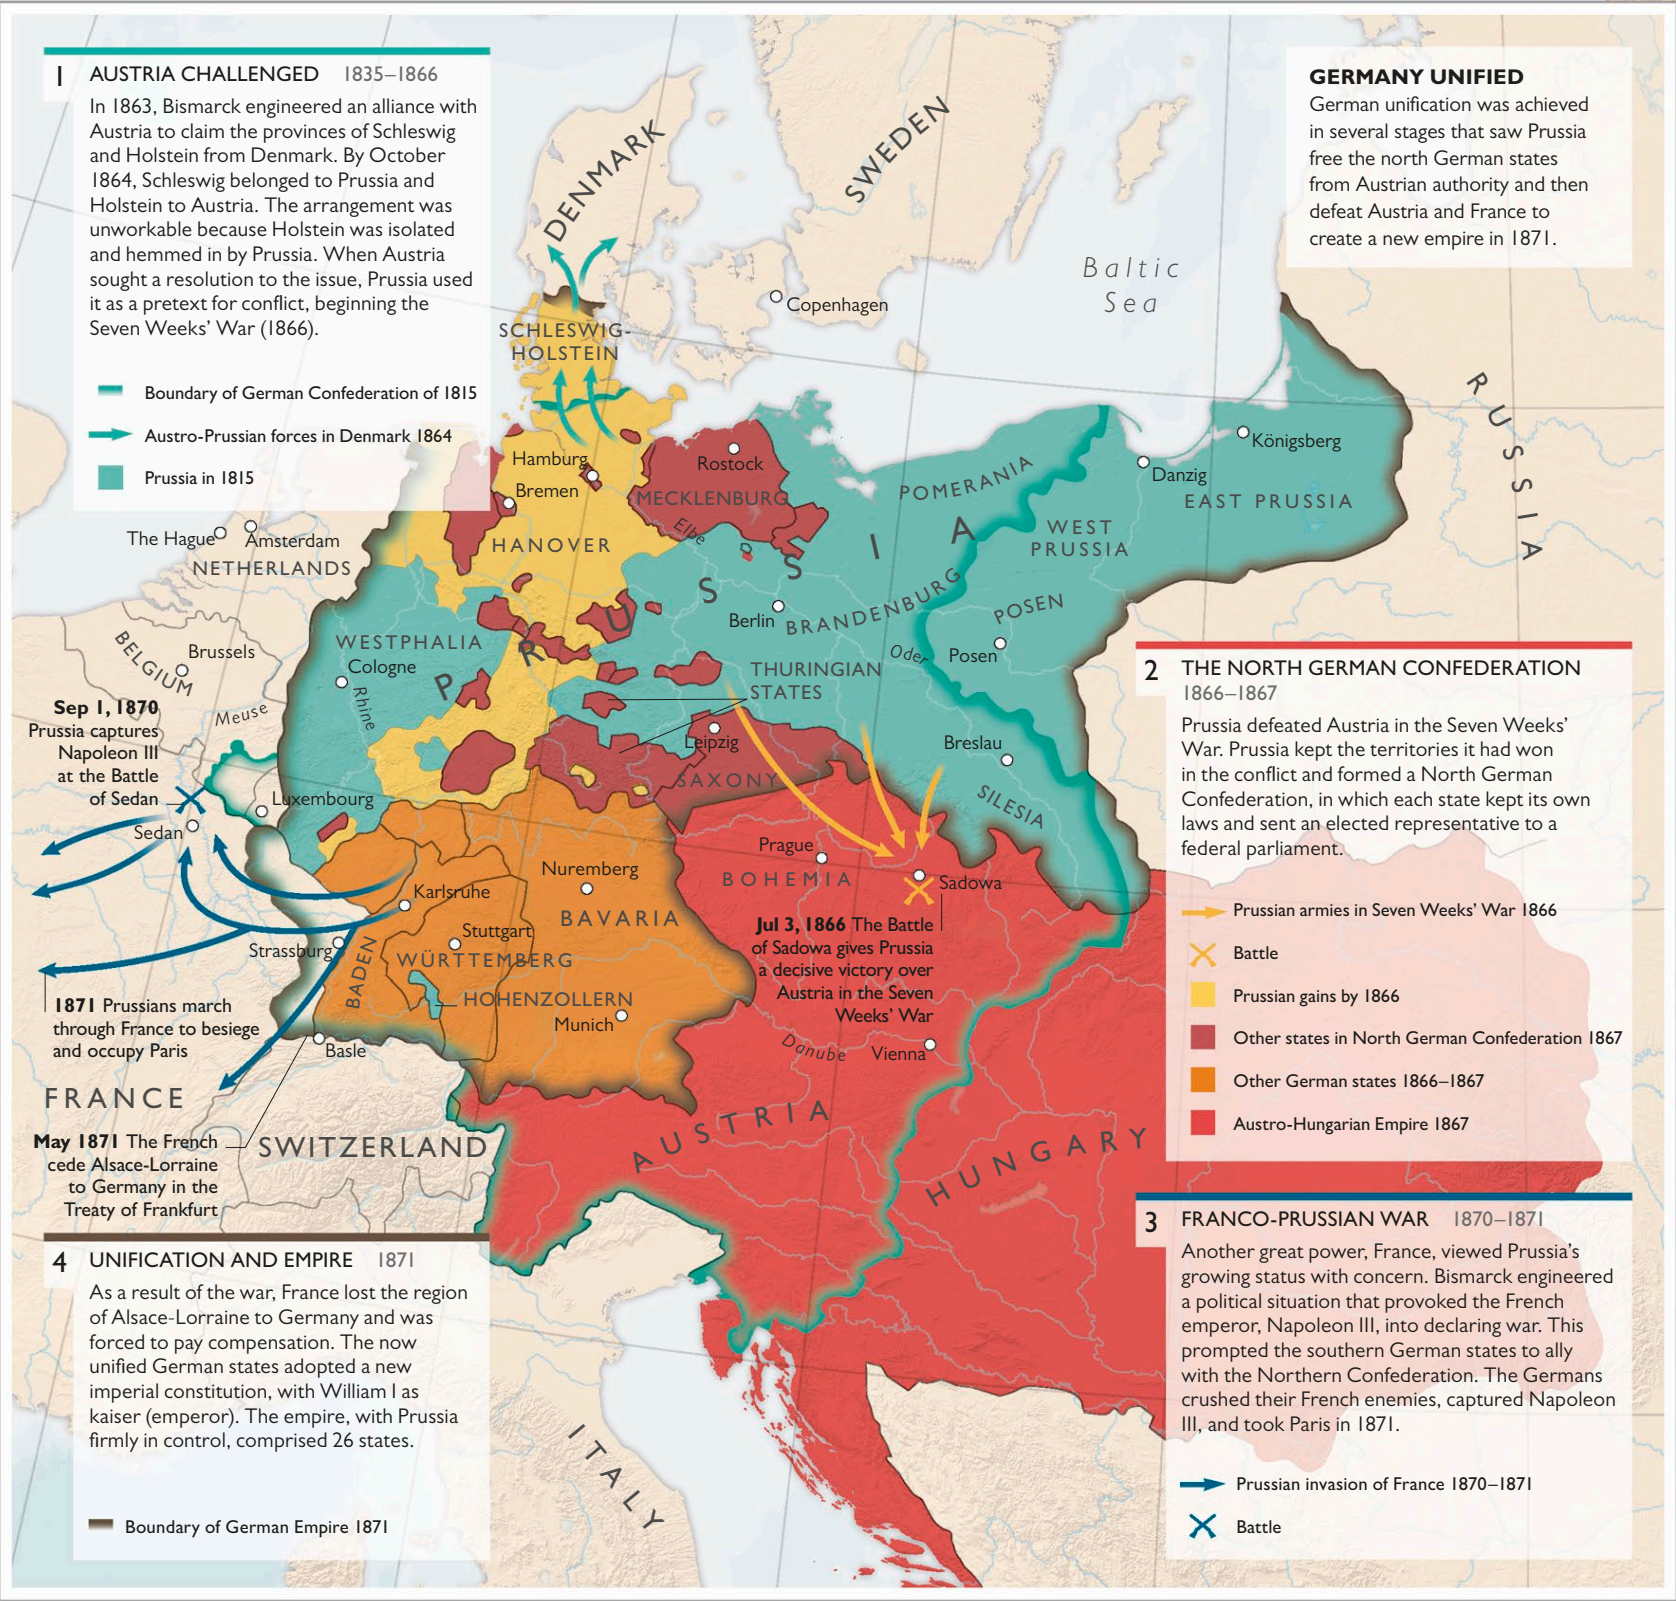 1 AUSTRIA CHALLENGED 1835–1866
In 1863, Bismarck engineered an alliance with
Austria to claim the provinces of Schleswig
and Holstein from Denmark. By October
1864, Schleswig belonged to Prussia and
Holstein to Austria. The arrangement was
unworkable because Holstein was isolated
and hemmed in by Prussia. When Austria
sought a resolution to the issue, Prussia used
it as a pretext for conflict, beginning the
Seven Weeks' War (1866).
Boundary of German Confederation of 1815
Austro-Prussian forces in Denmark 1864
Prussia in 1815
GERMANY UNIFIED
German unification was achieved
in several stages that saw Prussia
free the north German states
from Austrian authority and then
defeat Austria and France to
create a new empire in 1871.
DENMARK
SWEDEN
Baltic
Sea
Copenhagen
SCHLESWIG-
HOLSTEIN
RUSSIA
Königsberg
Danzig
EAST PRUSSIA
WEST
PRUSSIA
POMERANIA
Hamburg
Bremen
Rostock
MECKLENBURG
Elbe
HANOVER
The Hague
Amsterdam
NETHERLANDS
PRUSSIA
Berlin
BRANDENBURG
POSEN
Posen
Oder
BELGIUM
Brussels
WESTPHALIA
Cologne
Rhine
Meuse
THURINGIAN
STATES
Leipzig
SAXONY
Breslau
SILESIA
Sep 1, 1870
Prussia captures
Napoleon III
at the Battle
of Sedan
Sedan
Luxembourg
2 THE NORTH GERMAN CONFEDERATION
1866–1867
Prussia defeated Austria in the Seven Weeks'
War. Prussia kept the territories it had won
in the conflict and formed a North German
Confederation, in which each state kept its own
laws and sent an elected representative to a
federal parliament.
Prussian armies in Seven Weeks' War 1866
Battle
Prussian gains by 1866
Other states in North German Confederation 1867
Other German states 1866–1867
Austro-Hungarian Empire 1867
Prague
BOHEMIA
Sadowa
Jul 3, 1866 The Battle
of Sadowa gives Prussia
a decisive victory over
Austria in the Seven
Weeks' War
Nuremberg
BAVARIA
Karlsruhe
Stuttgart
Strassburg
BADEN
WÜRTTEMBERG
HOHENZOLLERN
Munich
Danube
Vienna
1871 Prussians march
through France to besiege
and occupy Paris
Basle
FRANCE
May 1871 The French
cede Alsace-Lorraine
to Germany in the
Treaty of Frankfurt
SWITZERLAND
AUSTRIA
HUNGARY
ITALY
3 FRANCO-PRUSSIAN WAR 1870–1871
Another great power, France, viewed Prussia's
growing status with concern. Bismarck engineered
a political situation that provoked the French
emperor, Napoleon III, into declaring war. This
prompted the southern German states to ally
with the Northern Confederation. The Germans
crushed their French enemies, captured Napoleon
III, and took Paris in 1871.
Prussian invasion of France 1870–1871
Battle
4 UNIFICATION AND EMPIRE 1871
As a result of the war, France lost the region
of Alsace-Lorraine to Germany and was
forced to pay compensation. The now
unified German states adopted a new
imperial constitution, with William I as
kaiser (emperor). The empire, with Prussia
firmly in control, comprised 26 states.
Boundary of German Empire 1871